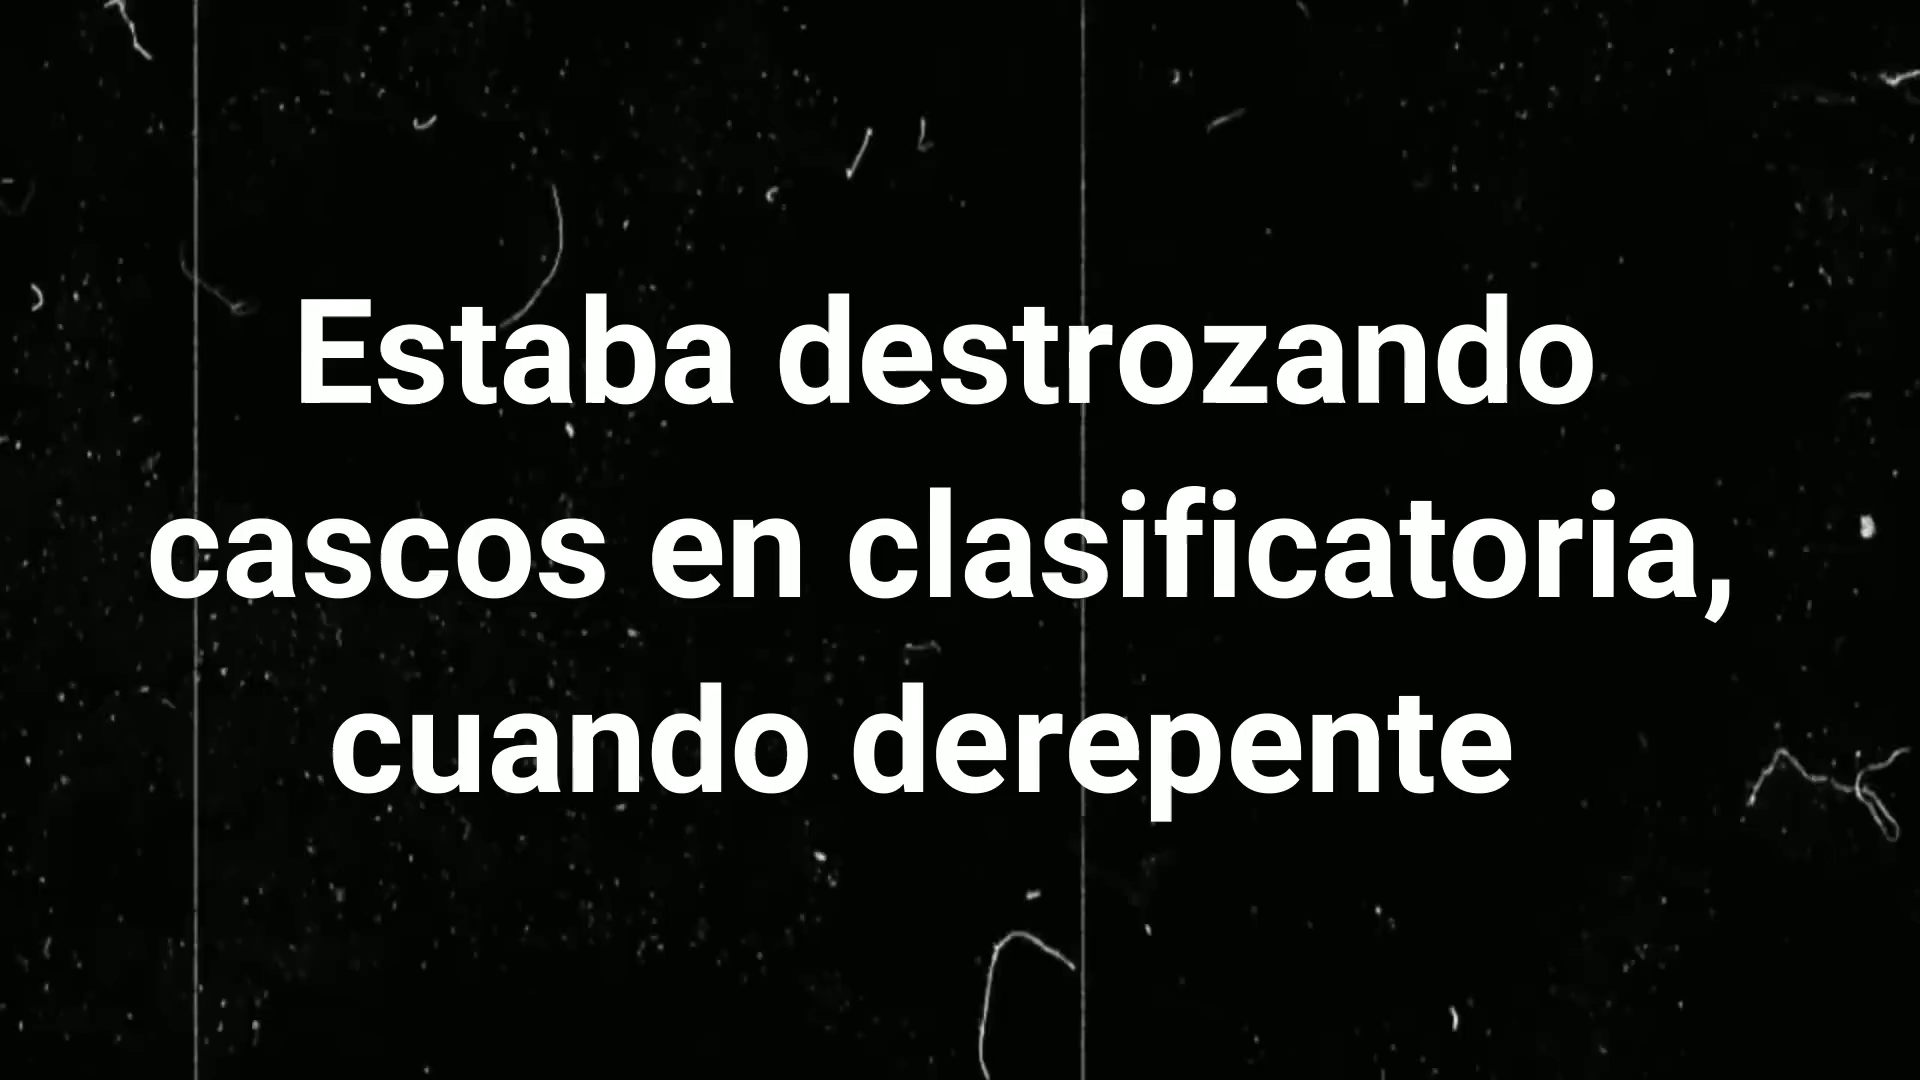 Estaba destrozando
cascos en clasificatoria,
cuando derepente